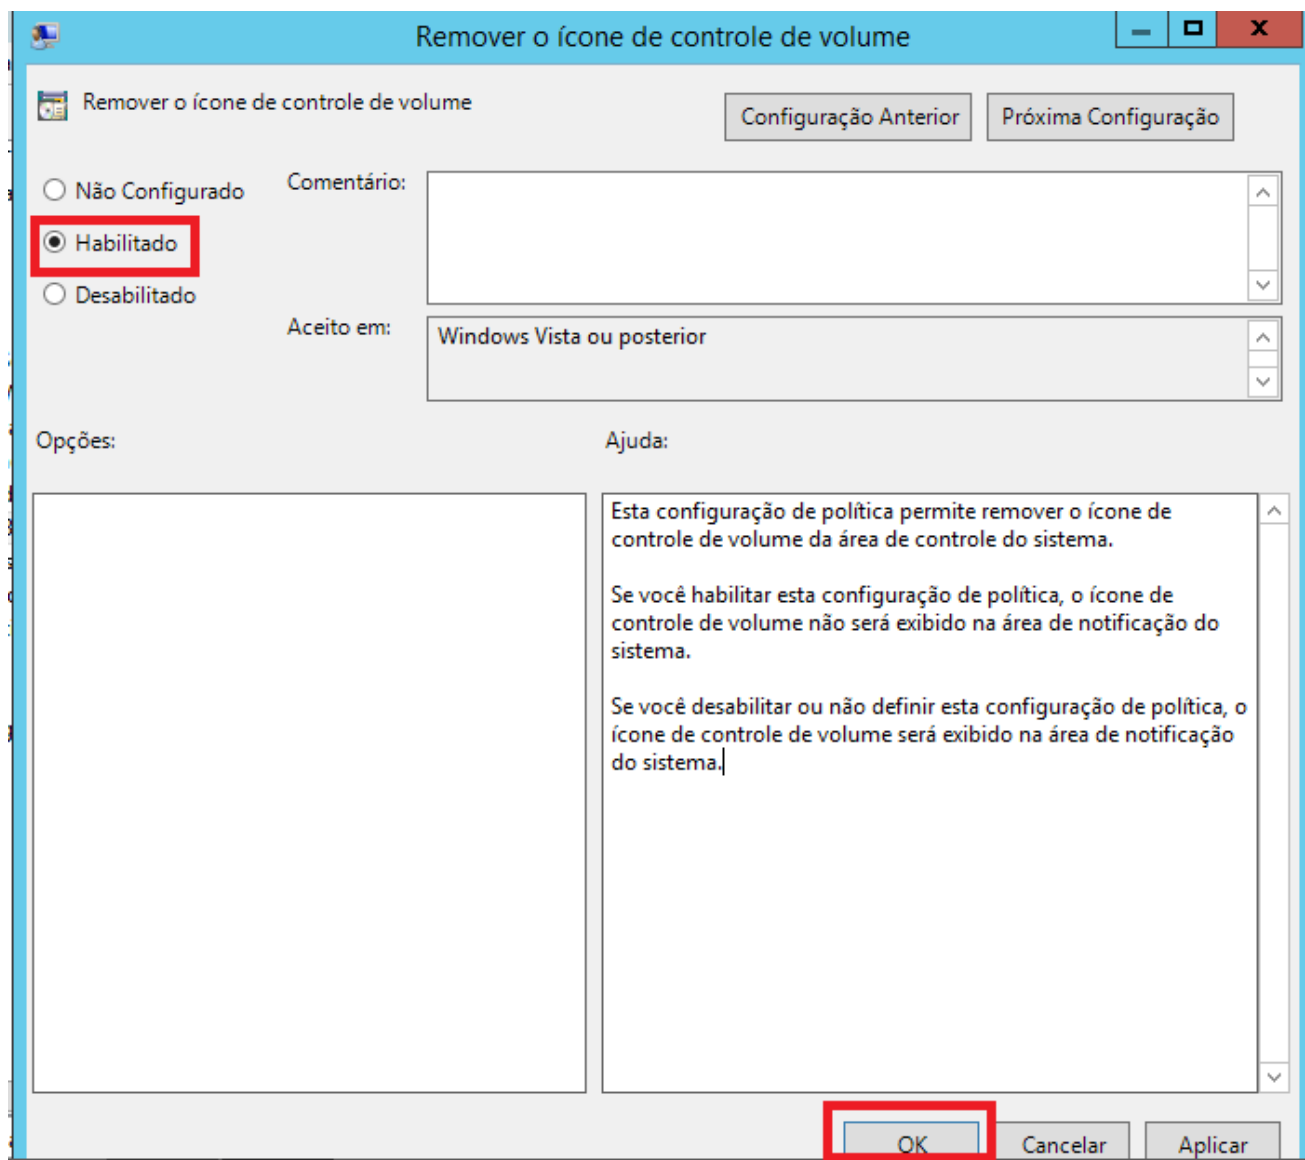 Remover o ícone de controle de volume
x
Remover o ícone de controle de volume
Configuração Anterior
Próxima Configuração
Não Configurado
Habilitado
Desabilitado
Comentário:
Aceito em:
Windows Vista ou posterior
Opções:
Ajuda:
Esta configuração de política permite remover o ícone de
controle de volume da área de controle do sistema.
Se você habilitar esta configuração de política, o ícone de
controle de volume não será exibido na área de notificação do
sistema.
Se você desabilitar ou não definir esta configuração de política, o
ícone de controle de volume será exibido na área de notificação
do sistema.
OK
Cancelar
Aplicar